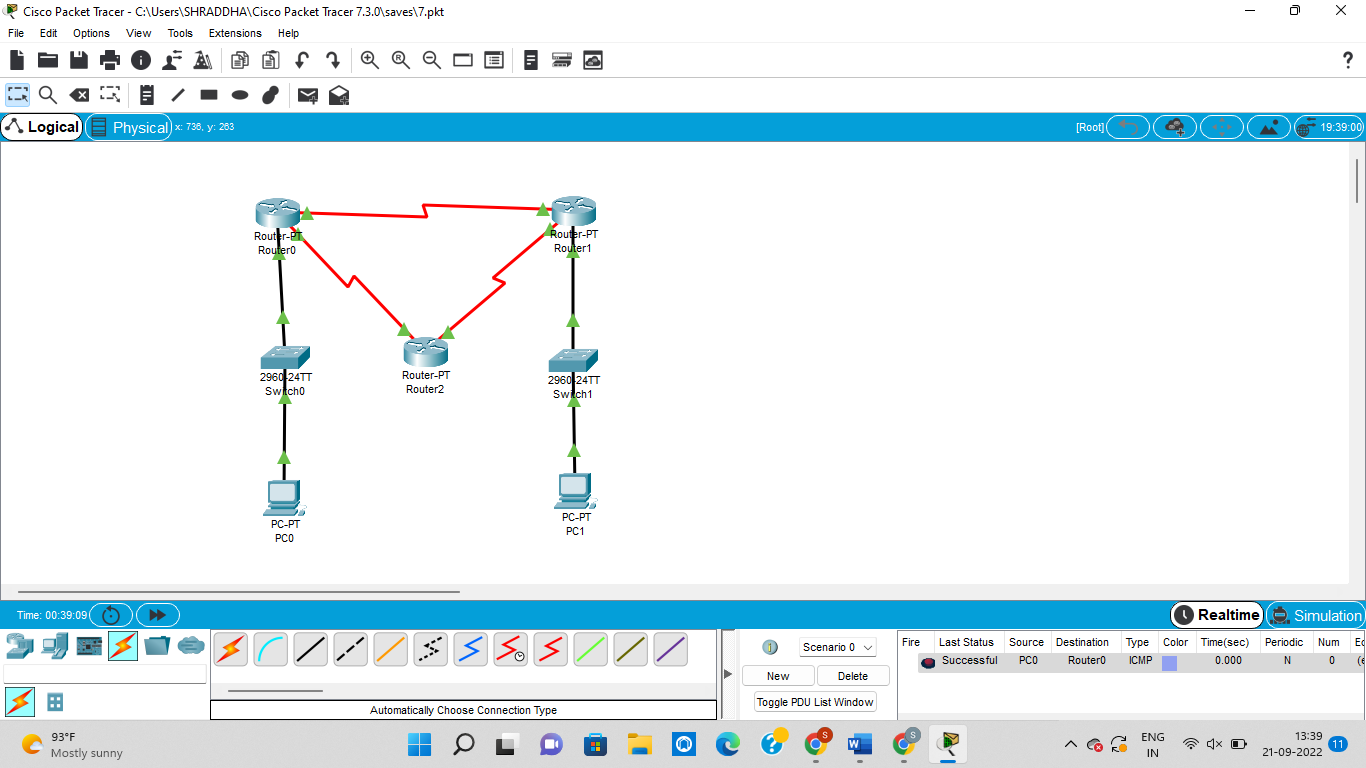 Cisco Packet Tracer - C:\Users\SHRADDHA\Cisco Packet Tracer 7.3.0\saves\7.pkt
File Edit Options View Tools Extensions Help
Logical Physical x: 736, y: 263 [Root] 19:39:00
Router-PT
Router0
Router-PT
Router1
Router-PT
Router2
2960-24TT
Switch0
2960-24TT
Switch1
PC-PT
PC0
PC-PT
PC1
Time: 00:39:09 Realtime Simulation
Scenario 0
New Delete
Toggle PDU List Window
Fire Last Status Source Destination Type Color Time(sec) Periodic Num
Successful PC0 Router0 ICMP 0.000 N 0
Automatically Choose Connection Type
93°F
Mostly sunny
ENG
IN
13:39
21-09-2022
11